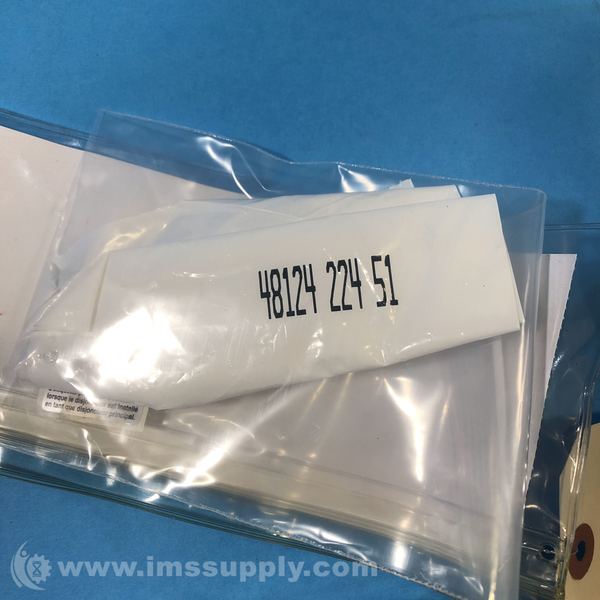 48124 224 51
lorsque le disjoncteur est installé
en tant que disjoncteur principal.
www.imssupply.com